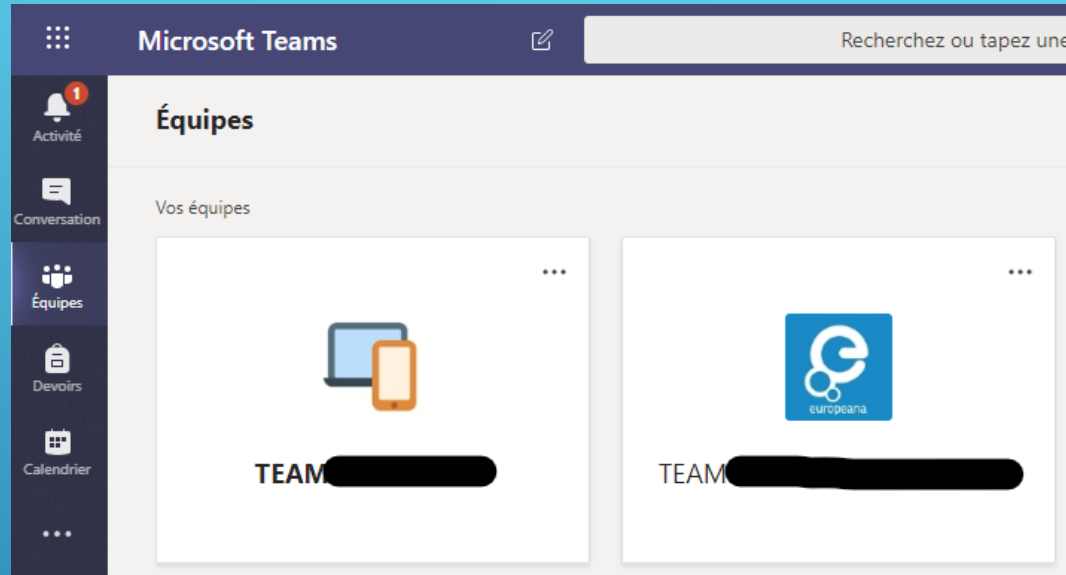 Microsoft Teams
Recherchez ou tapez une
1
Activité
Conversation
Équipes
Devoirs
Calendrier
Équipes
Vos équipes
TEAM
europeana
TEAM